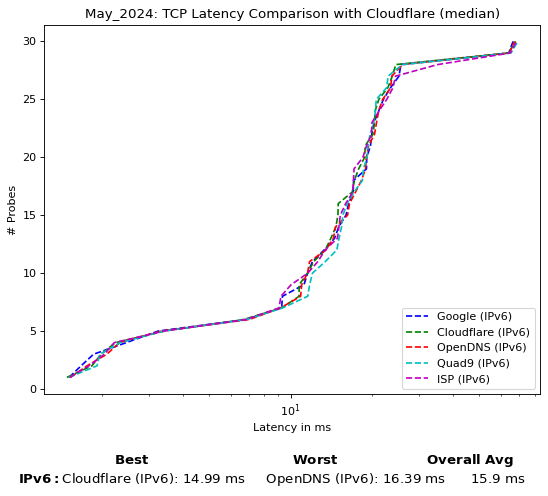 May_2024: TCP Latency Comparison with Cloudflare (median)
# Probes
30
25
20
15
10
5
0
Google (IPv6)
Cloudflare (IPv6)
OpenDNS (IPv6)
Quad9 (IPv6)
ISP (IPv6)
10¹
Latency in ms
Best Worst Overall Avg
IPv6: Cloudflare (IPv6): 14.99 ms OpenDNS (IPv6): 16.39 ms 15.9 ms